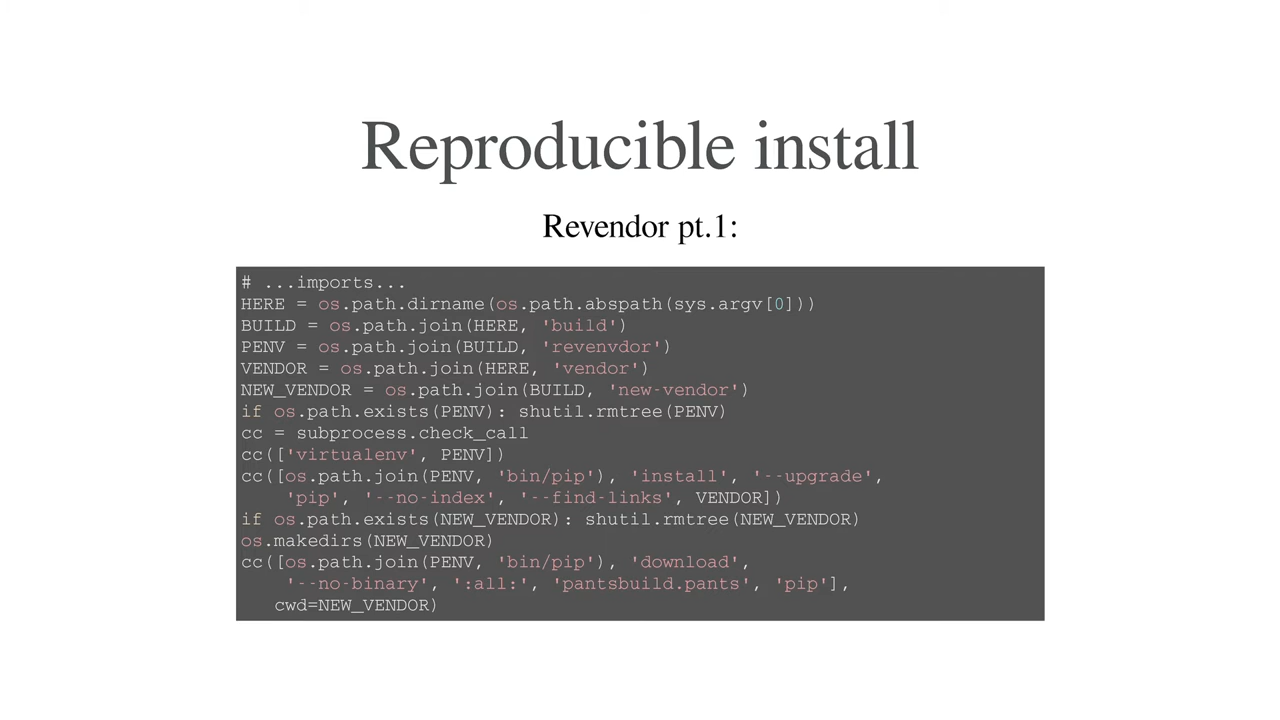 Reproducible install
Revendor pt.1:
# ...imports...
HERE = os.path.dirname(os.path.abspath(sys.argv[0]))
BUILD = os.path.join(HERE, 'build')
PENV = os.path.join(BUILD, 'revenvdor')
VENDOR = os.path.join(HERE, 'vendor')
NEW_VENDOR = os.path.join(BUILD, 'new-vendor')
if os.path.exists(PENV): shutil.rmtree(PENV)
cc = subprocess.check_call
cc(['virtualenv', PENV])
cc([os.path.join(PENV, 'bin/pip'), 'install', '--upgrade',
    'pip', '--no-index', '--find-links', VENDOR])
if os.path.exists(NEW_VENDOR): shutil.rmtree(NEW_VENDOR)
os.makedirs(NEW_VENDOR)
cc([os.path.join(PENV, 'bin/pip'), 'download',
    '--no-binary', ':all:', 'pantsbuild.pants', 'pip'],
   cwd=NEW_VENDOR)